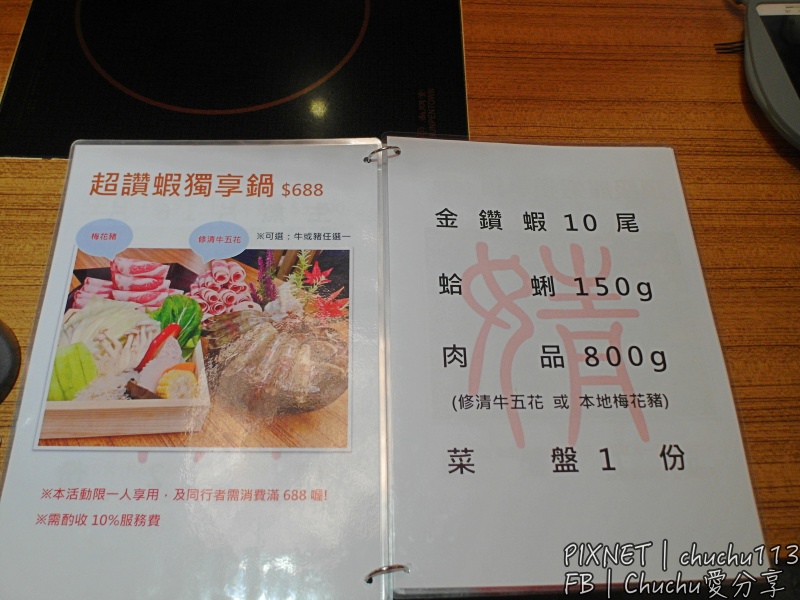 超讚蝦獨享鍋 $688
梅花豬
修清牛五花
※可選：牛或豬任選一
※本活動限一人享用，及同行者需消費滿 688 喔!
※需酌收 10%服務費
金 鑽 蝦 10 尾
蛤 蜊 150g
肉 品 800g
(修清牛五花 或 本地梅花豬)
菜 盤 1 份
PIXNET | chuchu113
FB | Chuchu愛分享